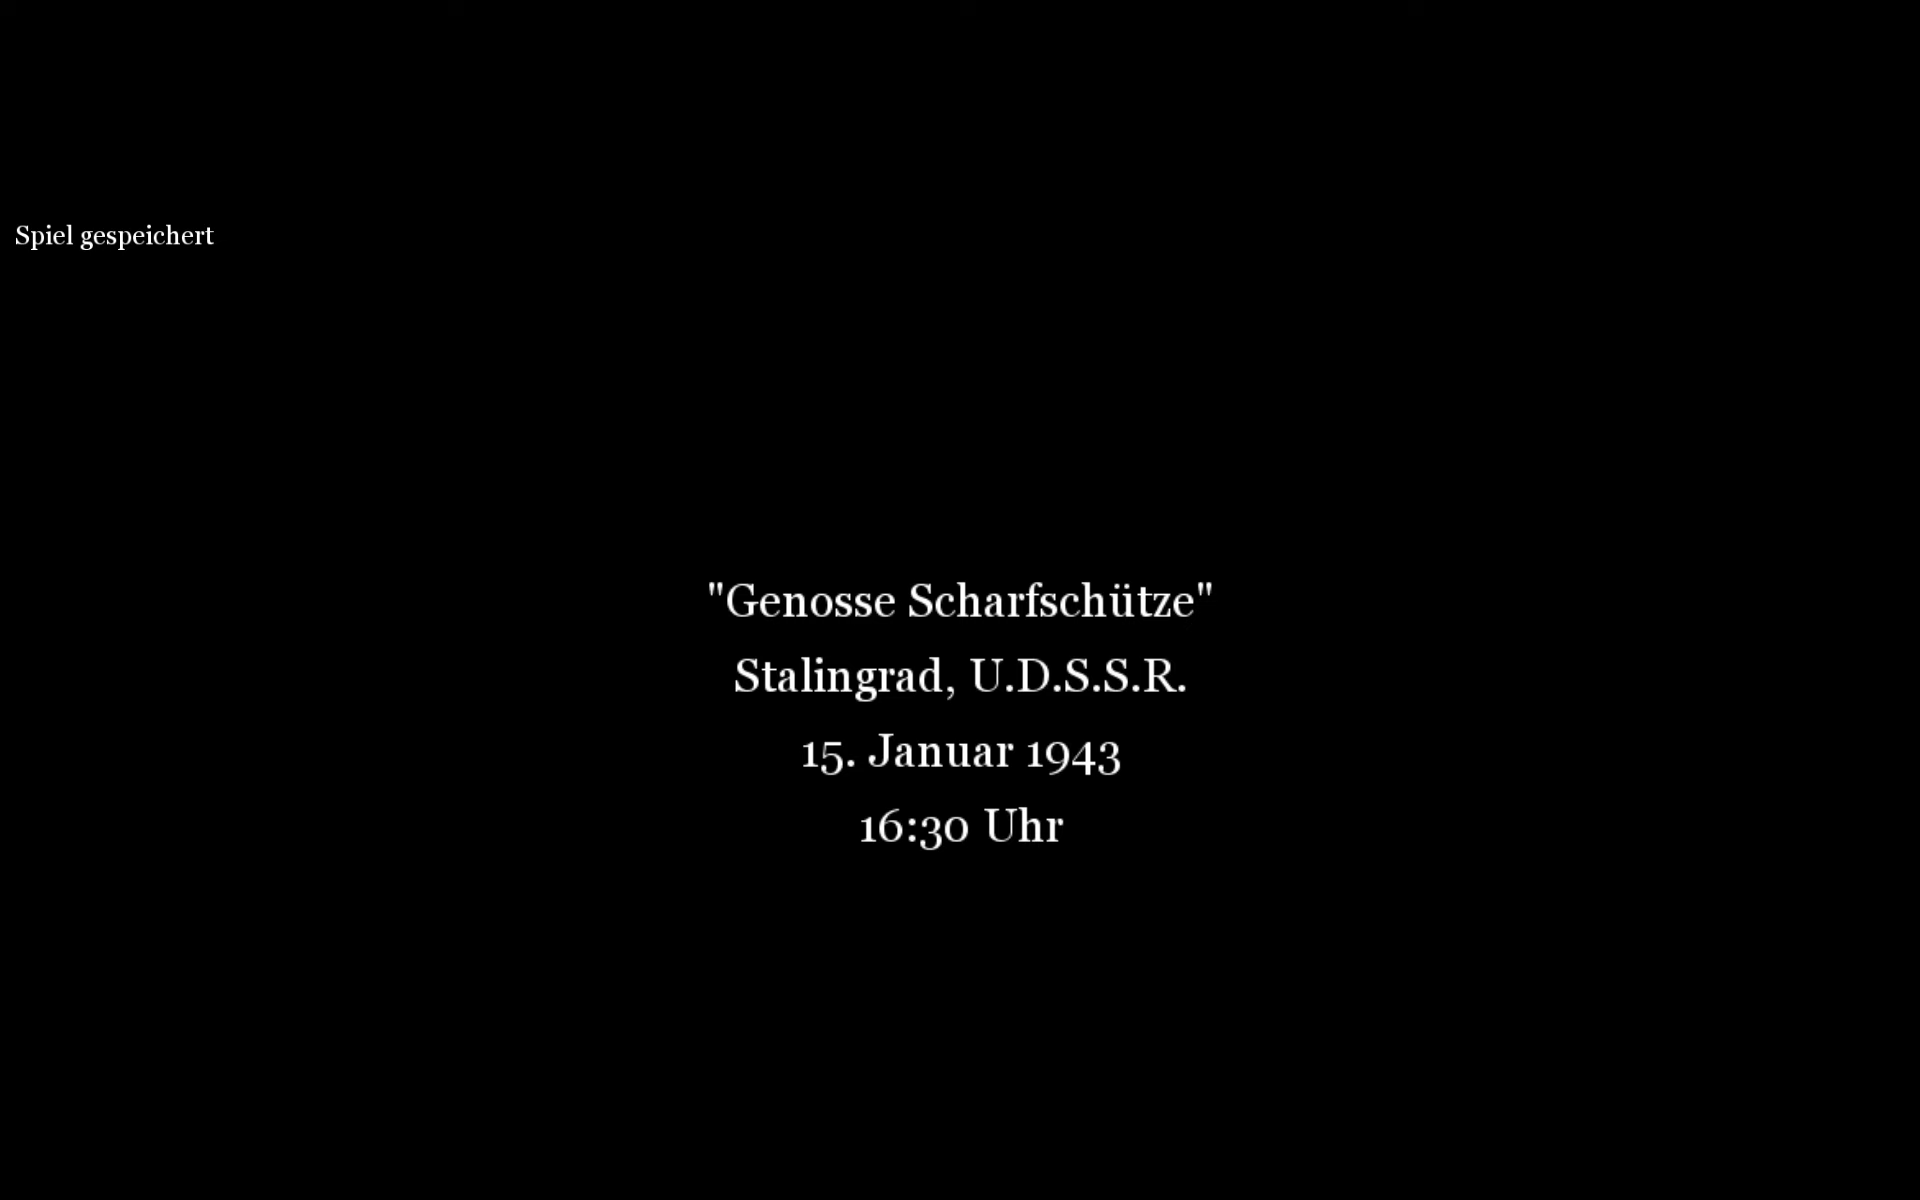 Spiel gespeichert
"Genosse Scharfschütze"
Stalingrad, U.D.S.S.R.
15. Januar 1943
16:30 Uhr